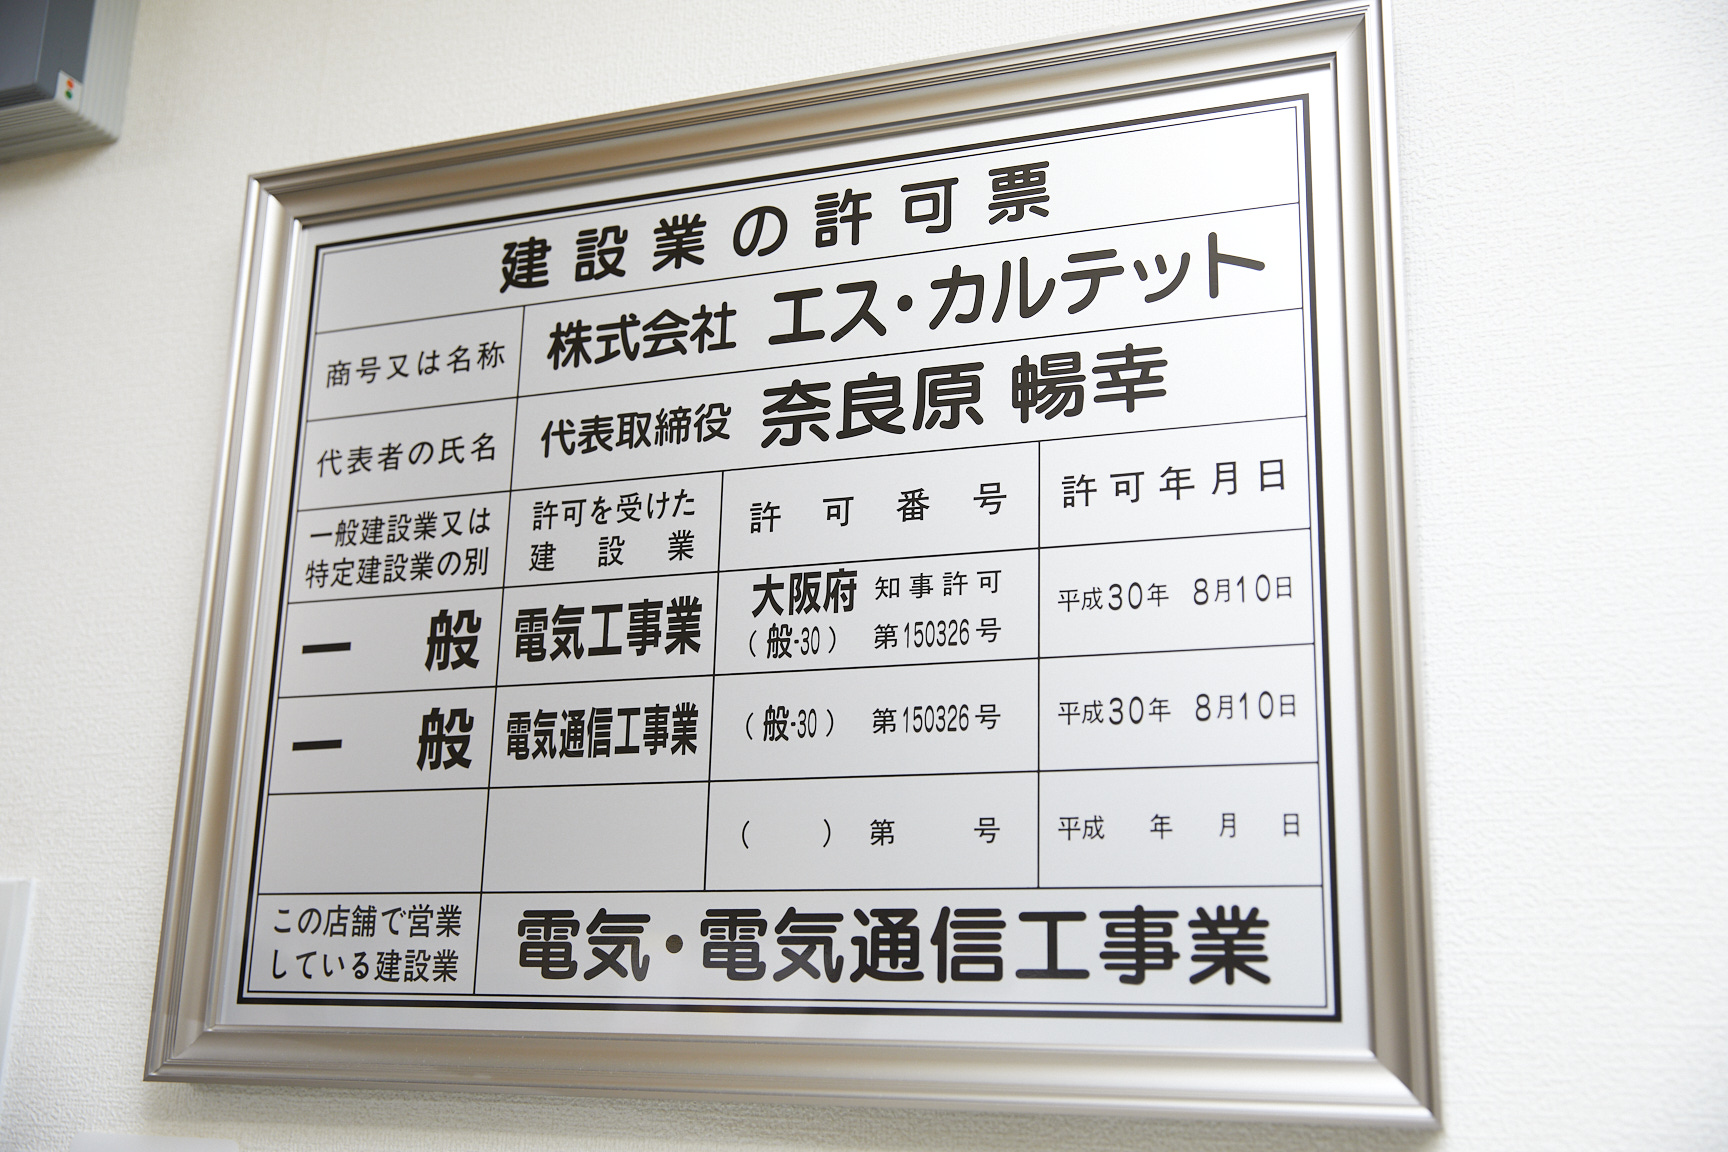 建設業の許可票
商号又は名称 株式会社 エス・カルテット
代表者の氏名 代表取締役 奈良原 暢幸
一般建設業又は
特定建設業の別
許可を受けた
建設業
許可番号
許可年月日
一般 電気工事業
大阪府 知事許可
(般-30) 第150326号
平成30年 8月10日
一般 電気通信工事業 (般-30) 第150326号 平成30年 8月10日
( ) 第 号 平成 年 月 日
この店舗で営業
している建設業
電気・電気通信工事業